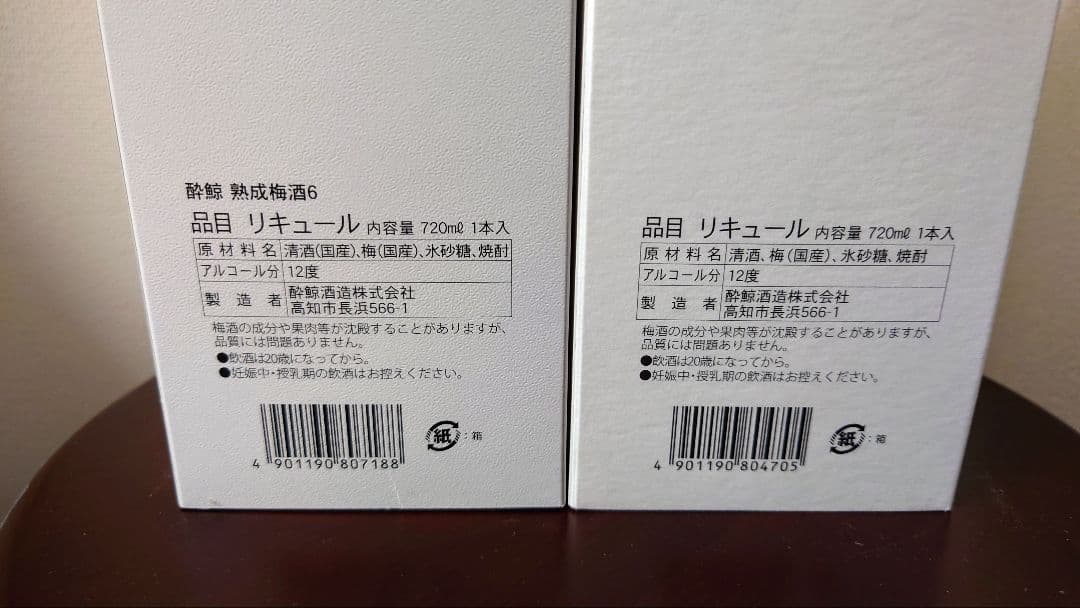 酔鯨 熟成梅酒6
品目 リキュール 内容量 720mℓ 1本入
原材料名 清酒(国産)、梅(国産)、氷砂糖、焼酎
アルコール分 12度
製造者 酔鯨酒造株式会社
高知市長浜566-1
梅酒の成分や果肉等が沈殿することがありますが、
品質には問題ありません。
●飲酒は20歳になってから。
●妊娠中・授乳期の飲酒はお控えください。
紙 : 箱
4 901190 807188
品目 リキュール 内容量 720mℓ 1本入
原材料名 清酒、梅(国産)、氷砂糖、焼酎
アルコール分 12度
製造者 酔鯨酒造株式会社
高知市長浜566-1
梅酒の成分や果肉等が沈殿することがありますが、
品質には問題ありません。
●飲酒は20歳になってから。
●妊娠中・授乳期の飲酒はお控えください。
紙 : 箱
4 901190 804705